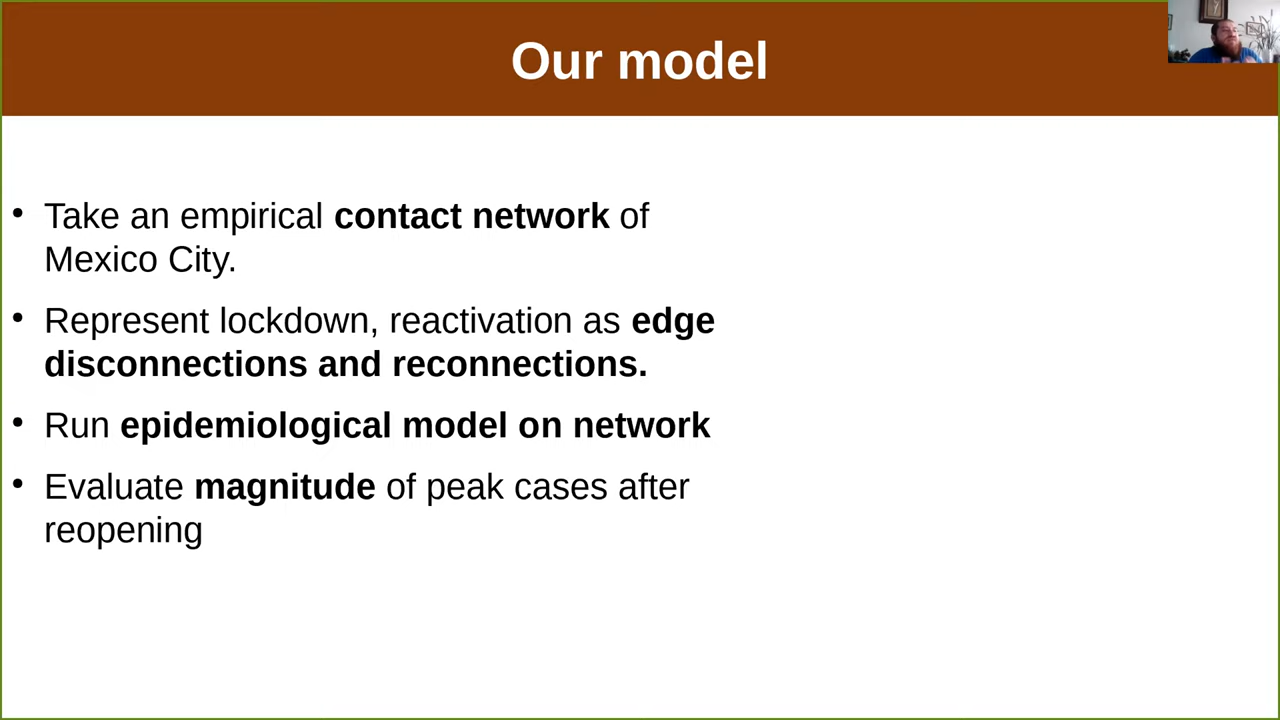 Our model
• Take an empirical contact network of
Mexico City.
• Represent lockdown, reactivation as edge
disconnections and reconnections.
• Run epidemiological model on network
• Evaluate magnitude of peak cases after
reopening